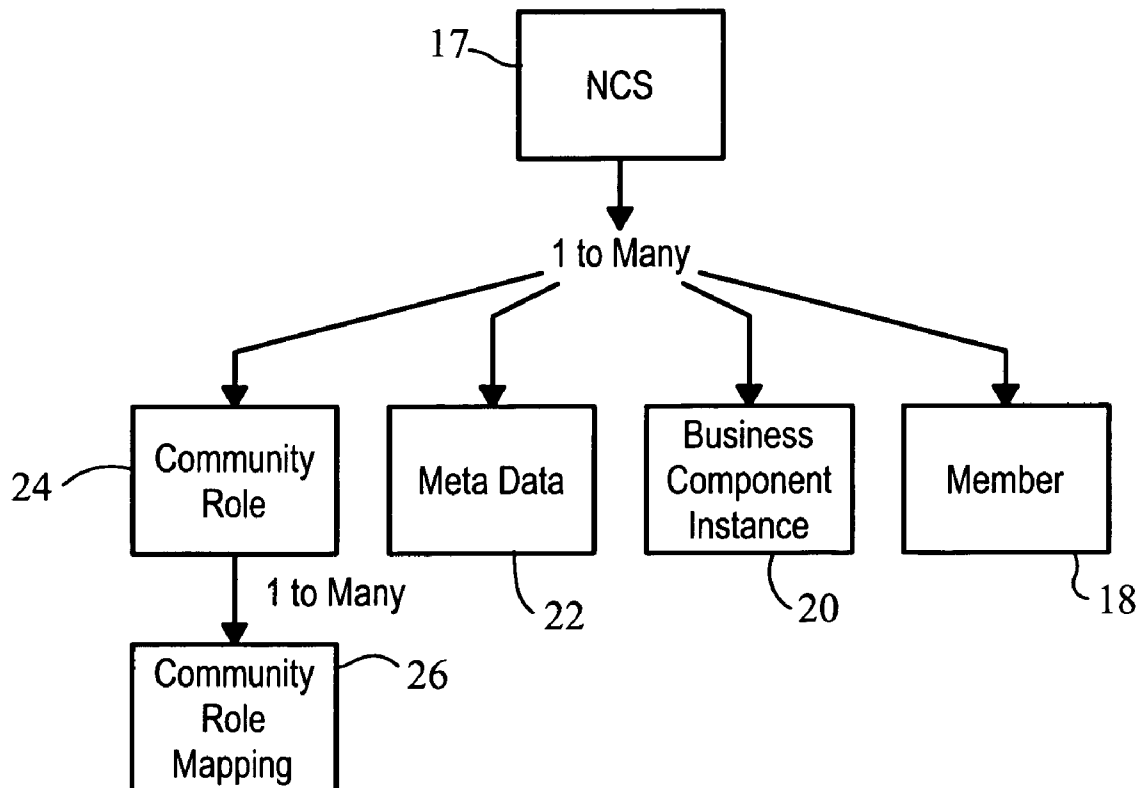 17
NCS
1 to Many
24
Community
Role
Meta Data
Business
Component
Instance
Member
22
20
18
1 to Many
Community
Role
Mapping
26